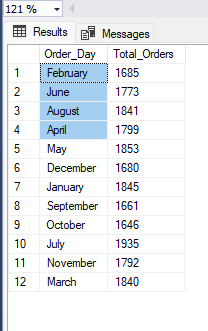 121 %
Results Messages
Order_Day Total_Orders
1 February 1685
2 June 1773
3 August 1841
4 April 1799
5 May 1853
6 December 1680
7 January 1845
8 September 1661
9 October 1646
10 July 1935
11 November 1792
12 March 1840